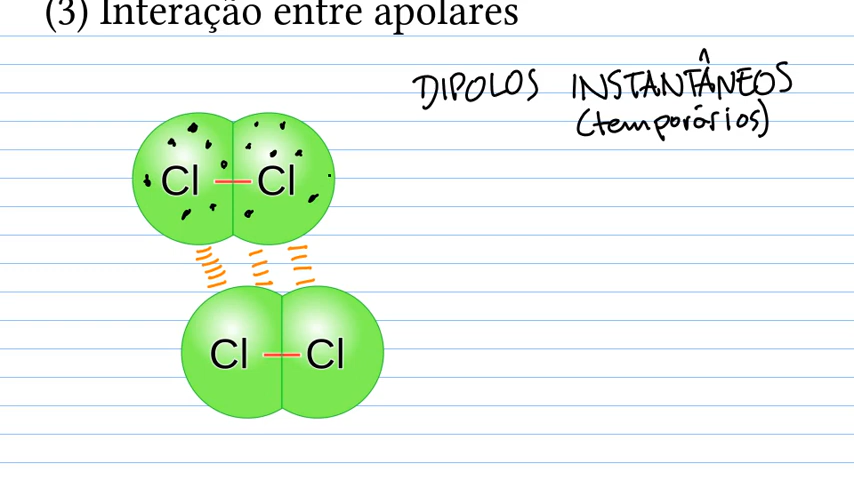 (3) Interação entre apolares
DIPOLOS INSTANTÂNEOS
(temporários)
Cl — Cl
Cl — Cl